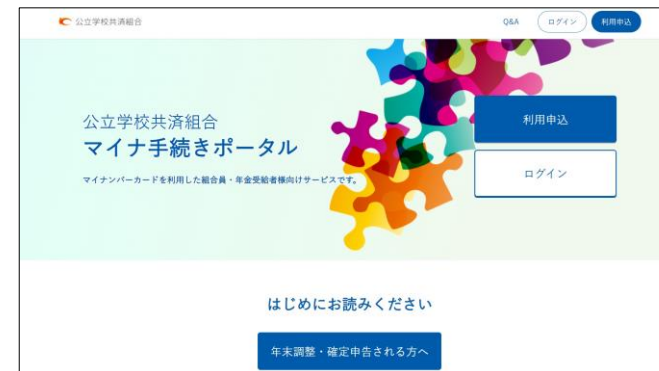 公立学校共済組合
Q&A
ログイン
利用申込
公立学校共済組合
マイナ手続きポータル
マイナンバーカードを利用した組合員・年金受給者様向けサービスです。
利用申込
ログイン
はじめにお読みください
年末調整・確定申告される方へ